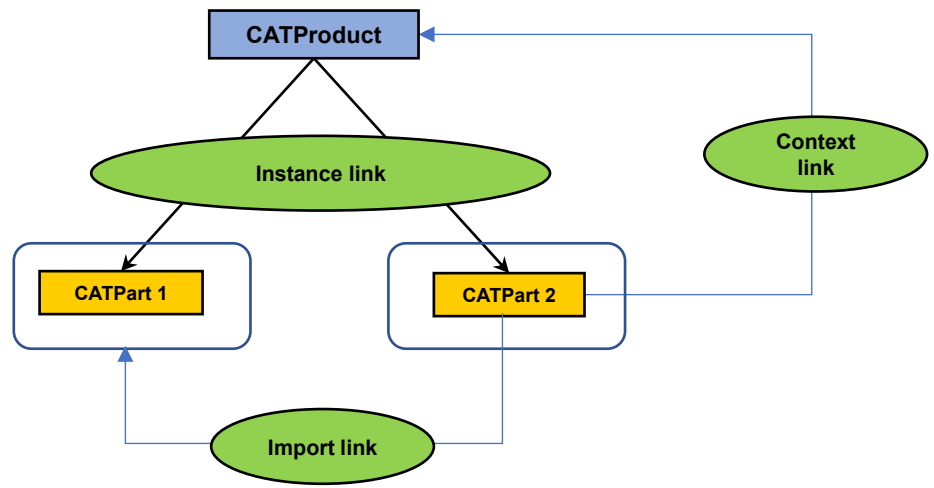 CATProduct
Context
link
Instance link
CATPart 1
CATPart 2
Import link